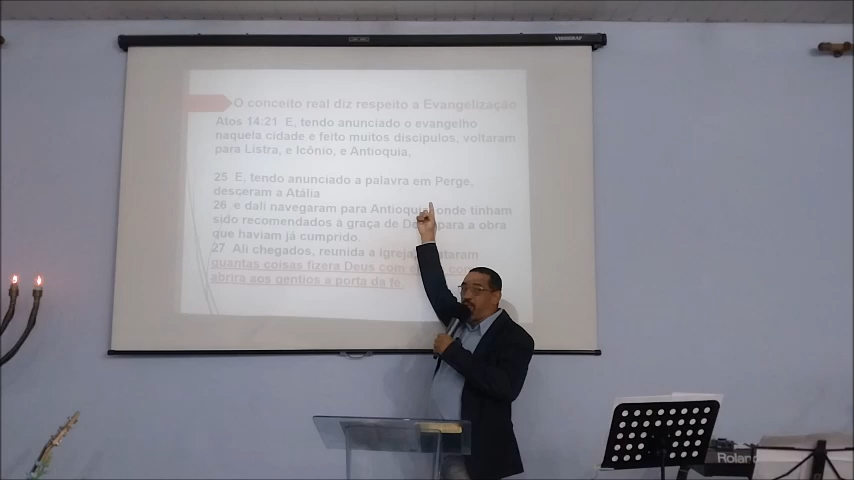 VISOGRAF
O conceito real diz respeito a Evangelização
Atos 14.21 E, tendo anunciado o evangelho
naquela cidade e feito muitos discípulos, voltaram
para Listra, e Icônio, e Antioquia,
25 E, tendo anunciado a palavra em Perge,
desceram a Atália
26 e dali navegaram para Antioquia, onde tinham
sido recomendados à graça de para a obra
que haviam já cumprido.
27 Ali chegados, reunida a igreja,
quantas coisas fizera Deus com
abrira aos gentios a porta da fé.
Roland